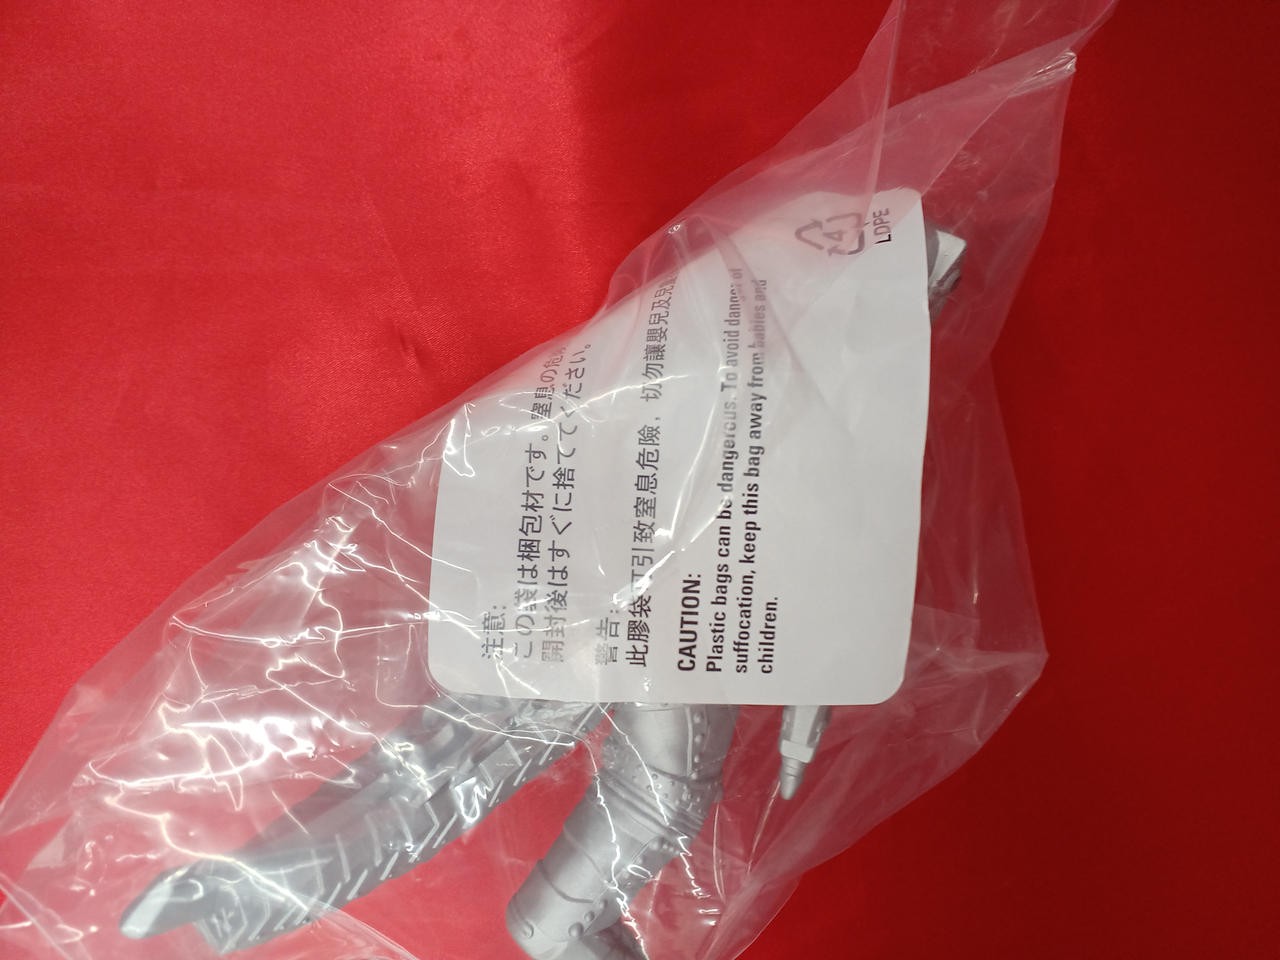 注意:
この袋は梱包材です。窒息の危
開封後はすぐに捨ててください。
警告:
此膠袋可引致窒息危險，切勿讓嬰兒及兒
CAUTION:
Plastic bags can be dangerous. To avoid danger of
suffocation, keep this bag away from babies and
children.
4
LDPE